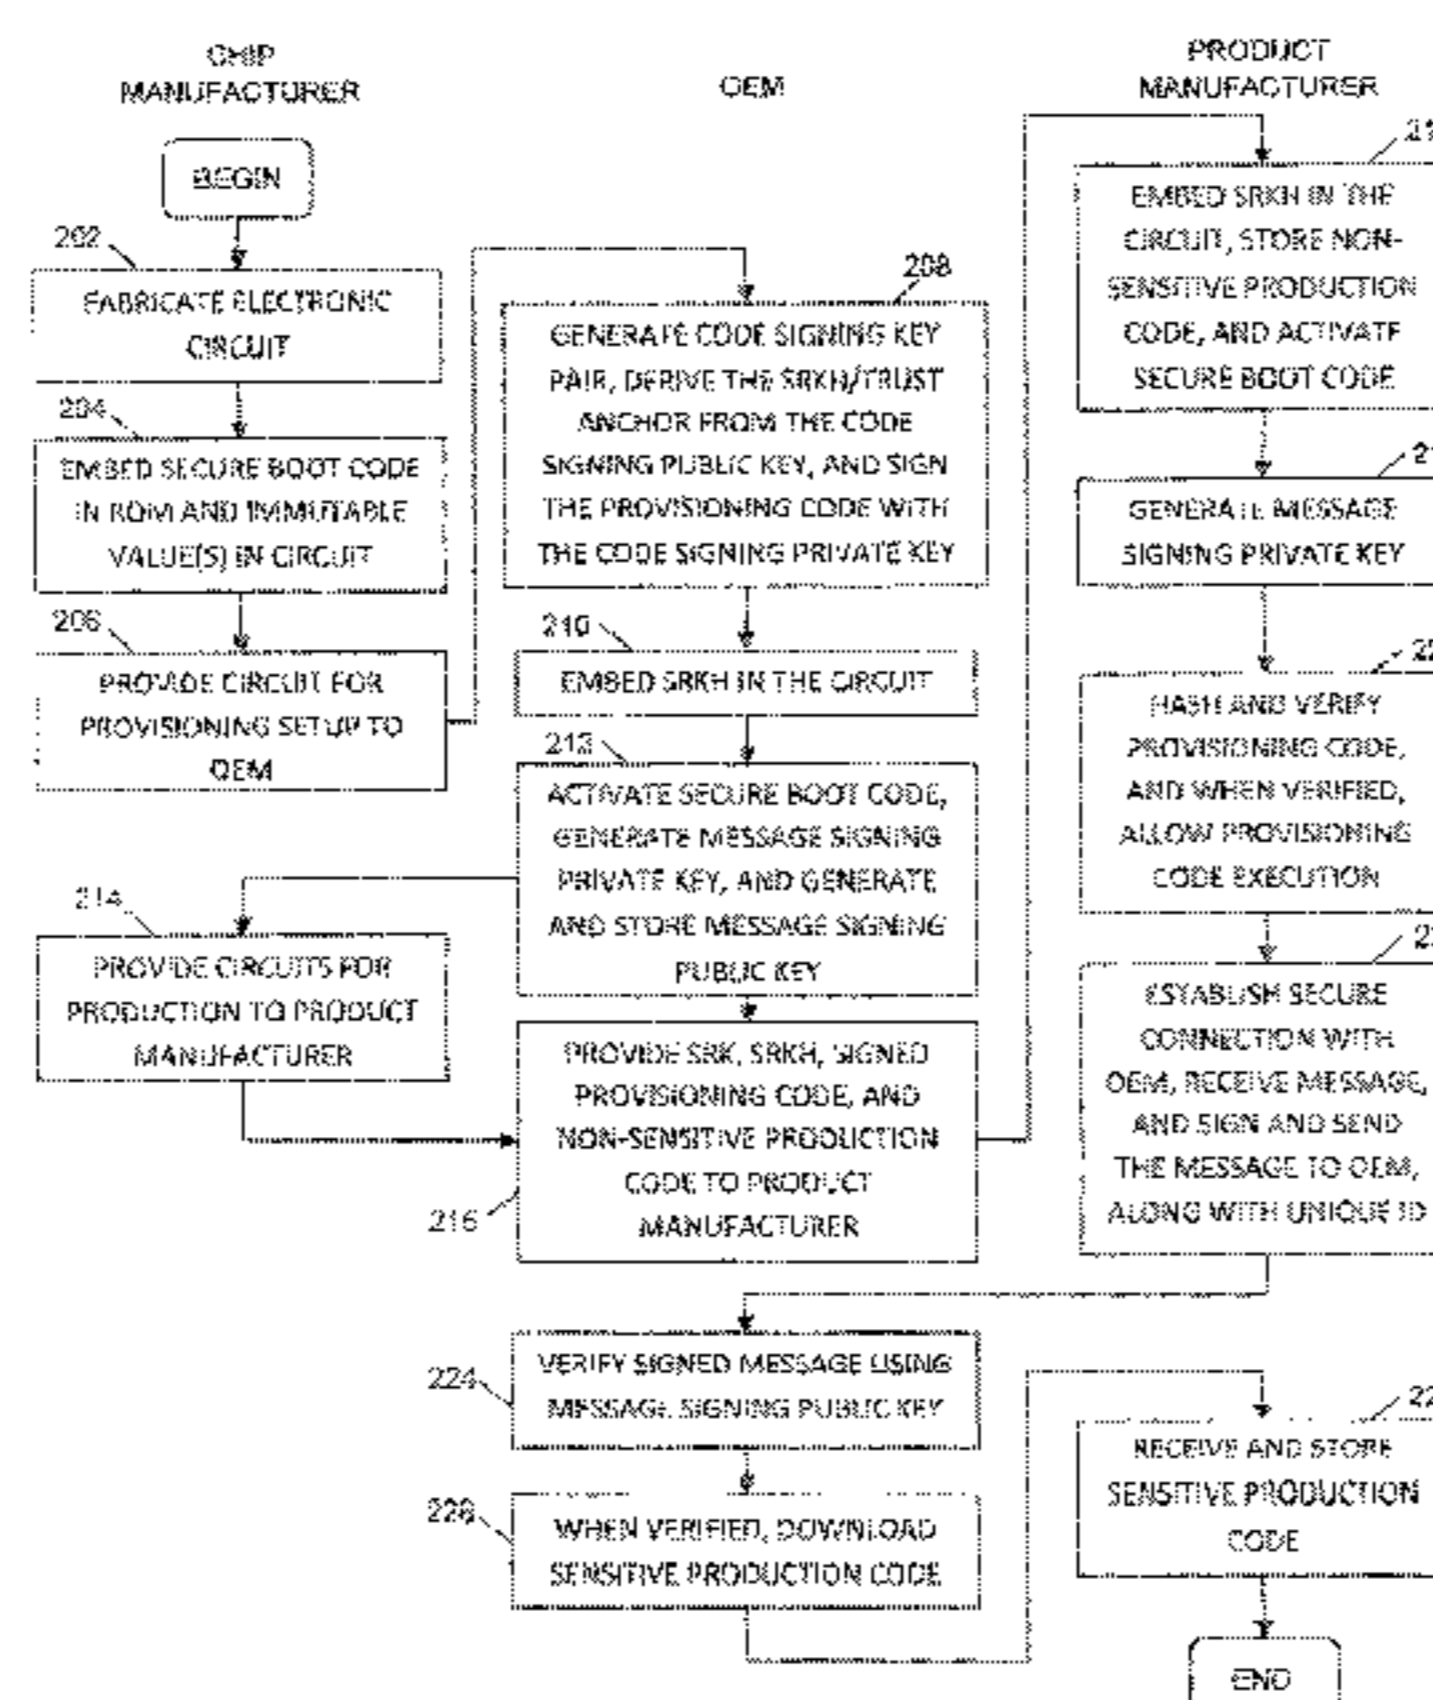 CHIP
MANUFACTURER
BEGIN
202
FABRICATE ELECTRONIC
CIRCUIT
204
EMBED SECURE BOOT CODE
IN ROM AND IMMUTABLE
VALUE(S) IN CIRCUIT
206
PROVIDE CIRCUIT FOR
PROVISIONING SETUP TO
OEM
214
PROVIDE CIRCUITS FOR
PRODUCTION TO PRODUCT
MANUFACTURER
OEM
208
GENERATE CODE SIGNING KEY
PAIR, DERIVE THE SRKH/TRUST
ANCHOR FROM THE CODE
SIGNING PUBLIC KEY, AND SIGN
THE PROVISIONING CODE WITH
THE CODE SIGNING PRIVATE KEY
210
EMBED SRKH IN THE CIRCUIT
212
ACTIVATE SECURE BOOT CODE,
GENERATE MESSAGE SIGNING
PRIVATE KEY, AND GENERATE
AND STORE MESSAGE SIGNING
PUBLIC KEY
PROVIDE SRK, SRKH, SIGNED
PROVISIONING CODE, AND
NON-SENSITIVE PRODUCTION
CODE TO PRODUCT
MANUFACTURER
216
224
VERIFY SIGNED MESSAGE USING
MESSAGE SIGNING PUBLIC KEY
WHEN VERIFIED, DOWNLOAD
SENSITIVE PRODUCTION CODE
PRODUCT
MANUFACTURER
EMBED SRKH IN THE
CIRCUIT, STORE NON-
SENSITIVE PRODUCTION
CODE, AND ACTIVATE
SECURE BOOT CODE
GENERATE MESSAGE
SIGNING PRIVATE KEY
HASH AND VERIFY
PROVISIONING CODE,
AND WHEN VERIFIED,
ALLOW PROVISIONING
CODE EXECUTION
ESTABLISH SECURE
CONNECTION WITH
OEM, RECEIVE MESSAGE,
AND SIGN AND SEND
THE MESSAGE TO OEM,
ALONG WITH UNIQUE ID
RECEIVE AND STORE
SENSITIVE PRODUCTION
CODE
END